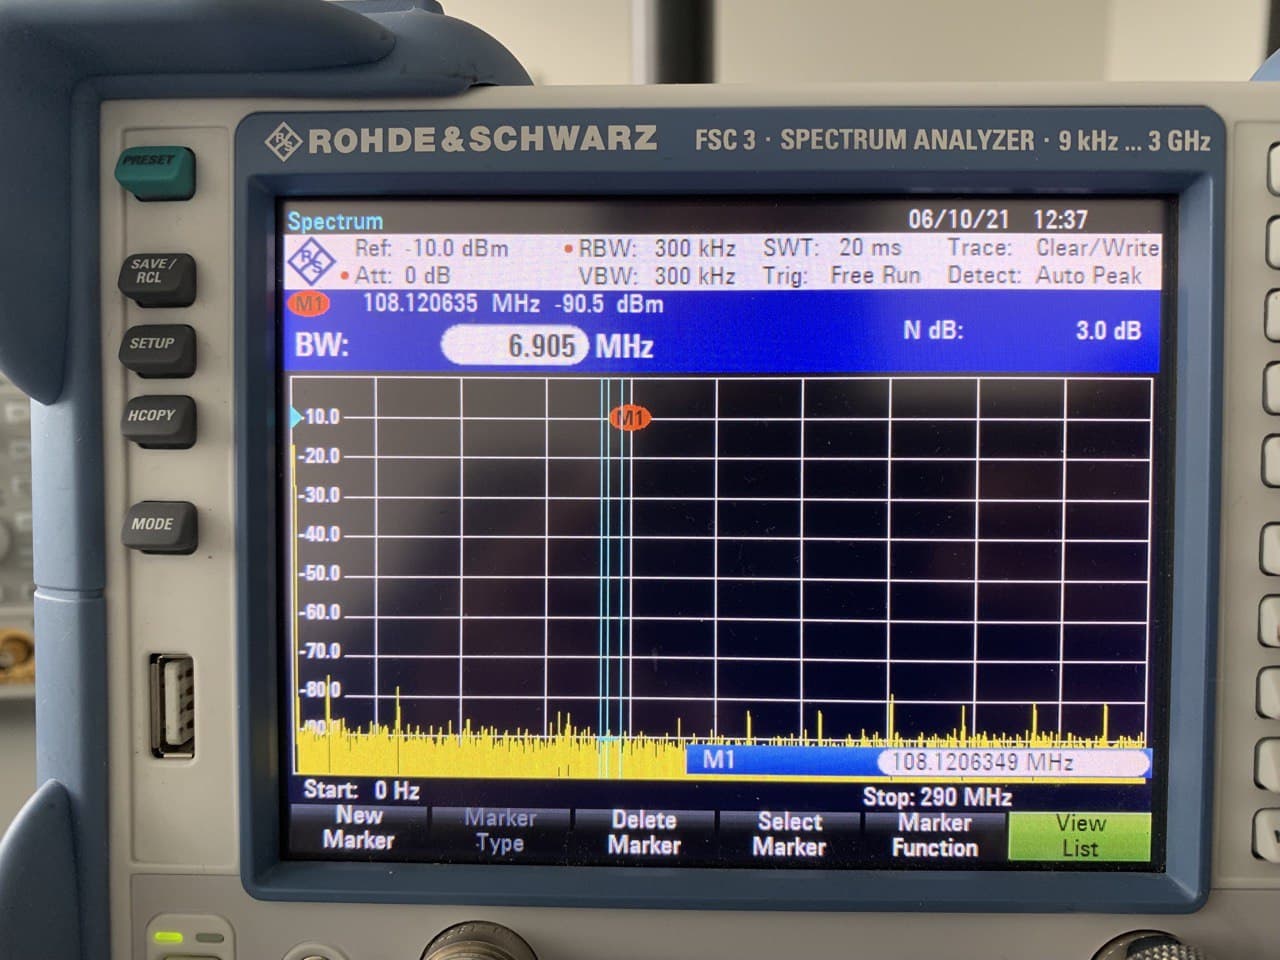 R&S ROHDE & SCHWARZ FSC 3 · SPECTRUM ANALYZER · 9 kHz ... 3 GHz
PRESET
SAVE /
RCL
SETUP
HCOPY
MODE
Spectrum 06/10/21 12:37
R&S
Ref: -10.0 dBm • RBW: 300 kHz SWT: 20 ms Trace: Clear/Write
• Att: 0 dB VBW: 300 kHz Trig: Free Run Detect: Auto Peak
M1 108.120635 MHz -90.5 dBm
BW: 6.905 MHz N dB: 3.0 dB
M1
-10.0
-20.0
-30.0
-40.0
-50.0
-60.0
-70.0
-80.0
-90.0
M1 108.1206349 MHz
Start: 0 Hz Stop: 290 MHz
New
Marker
Marker
Type
Delete
Marker
Select
Marker
Marker
Function
View
List